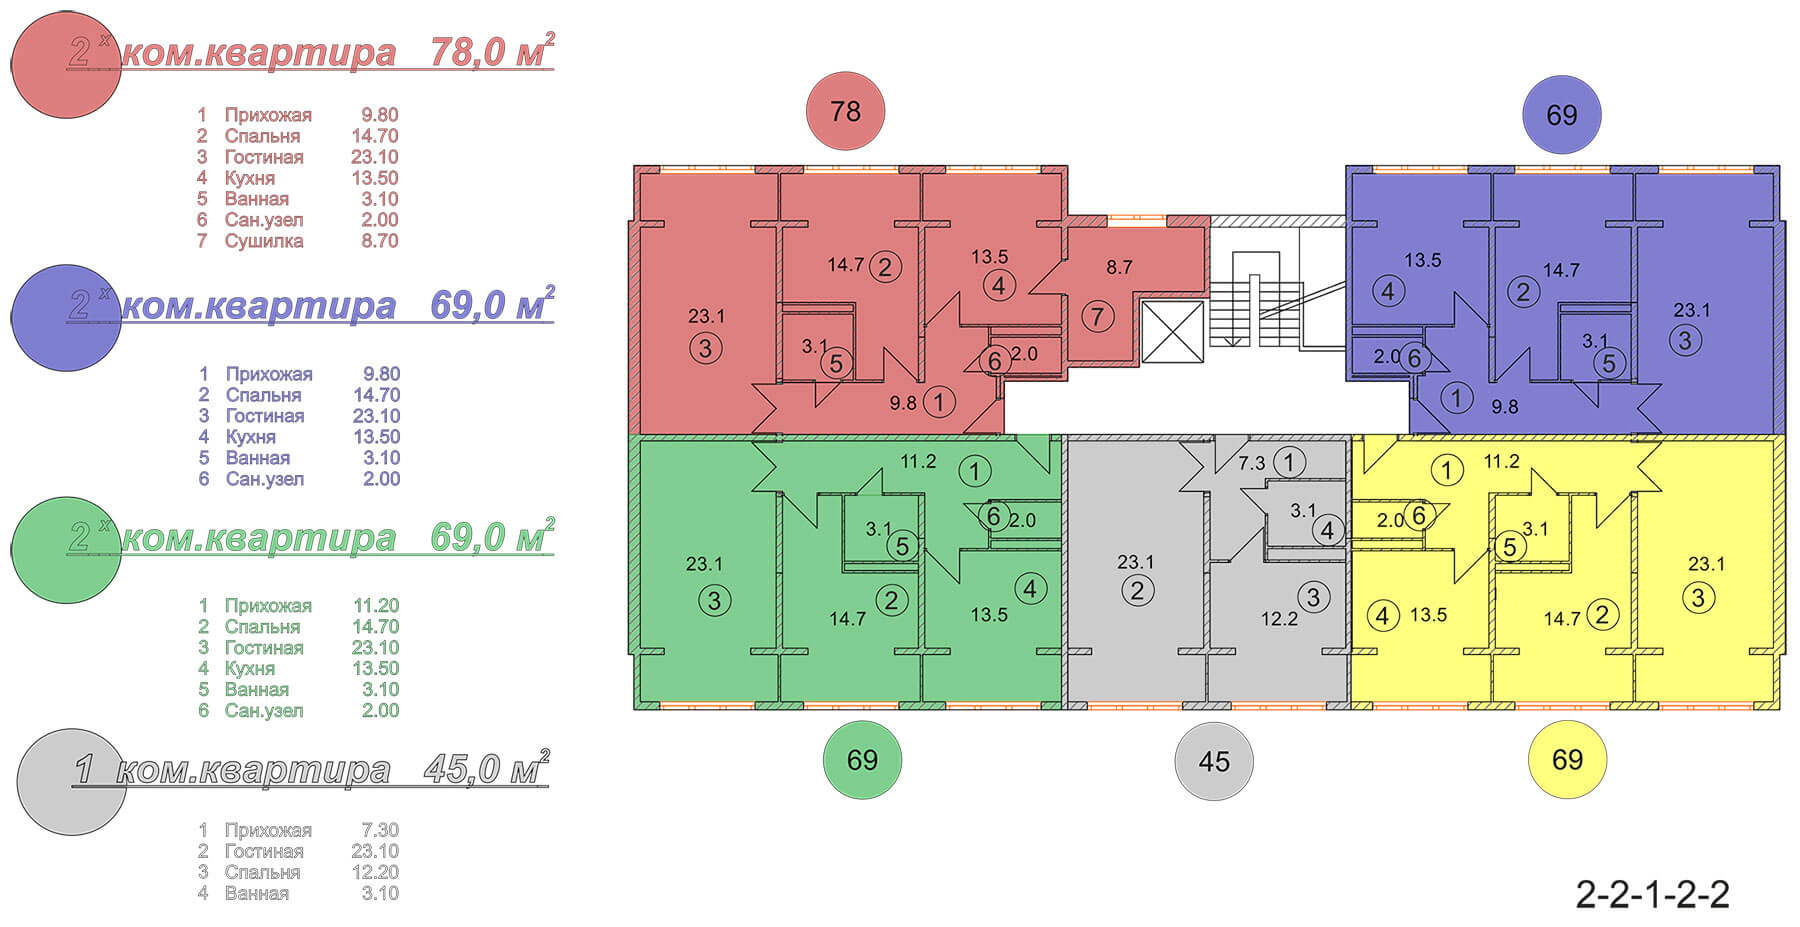 2 х ком.квартира 78,0 м2
1 Прихожая 9.80
2 Спальня 14.70
3 Гостиная 23.10
4 Кухня 13.50
5 Ванная 3.10
6 Сан.узел 2.00
7 Сушилка 8.70
2 х ком.квартира 69,0 м2
1 Прихожая 9.80
2 Спальня 14.70
3 Гостиная 23.10
4 Кухня 13.50
5 Ванная 3.10
6 Сан.узел 2.00
2 х ком.квартира 69,0 м2
1 Прихожая 11.20
2 Спальня 14.70
3 Гостиная 23.10
4 Кухня 13.50
5 Ванная 3.10
6 Сан.узел 2.00
1 ком.квартира 45,0 м2
1 Прихожая 7.30
2 Гостиная 23.10
3 Спальня 12.20
4 Ванная 3.10
78
23.1
3
14.7 2
13.5
4
8.7
7
3.1
5
6 2.0
9.8 1
69
13.5
4
14.7
2
23.1
3
2.0 6
3.1
5
1
9.8
11.2 1
23.1
3
3.1
5
6 2.0
2
14.7
4
13.5
69
7.3 1
23.1
2
3.1
4
3
12.2
45
1 11.2
2.0 6
3.1
5
23.1
3
4 13.5
14.7 2
69
2-2-1-2-2